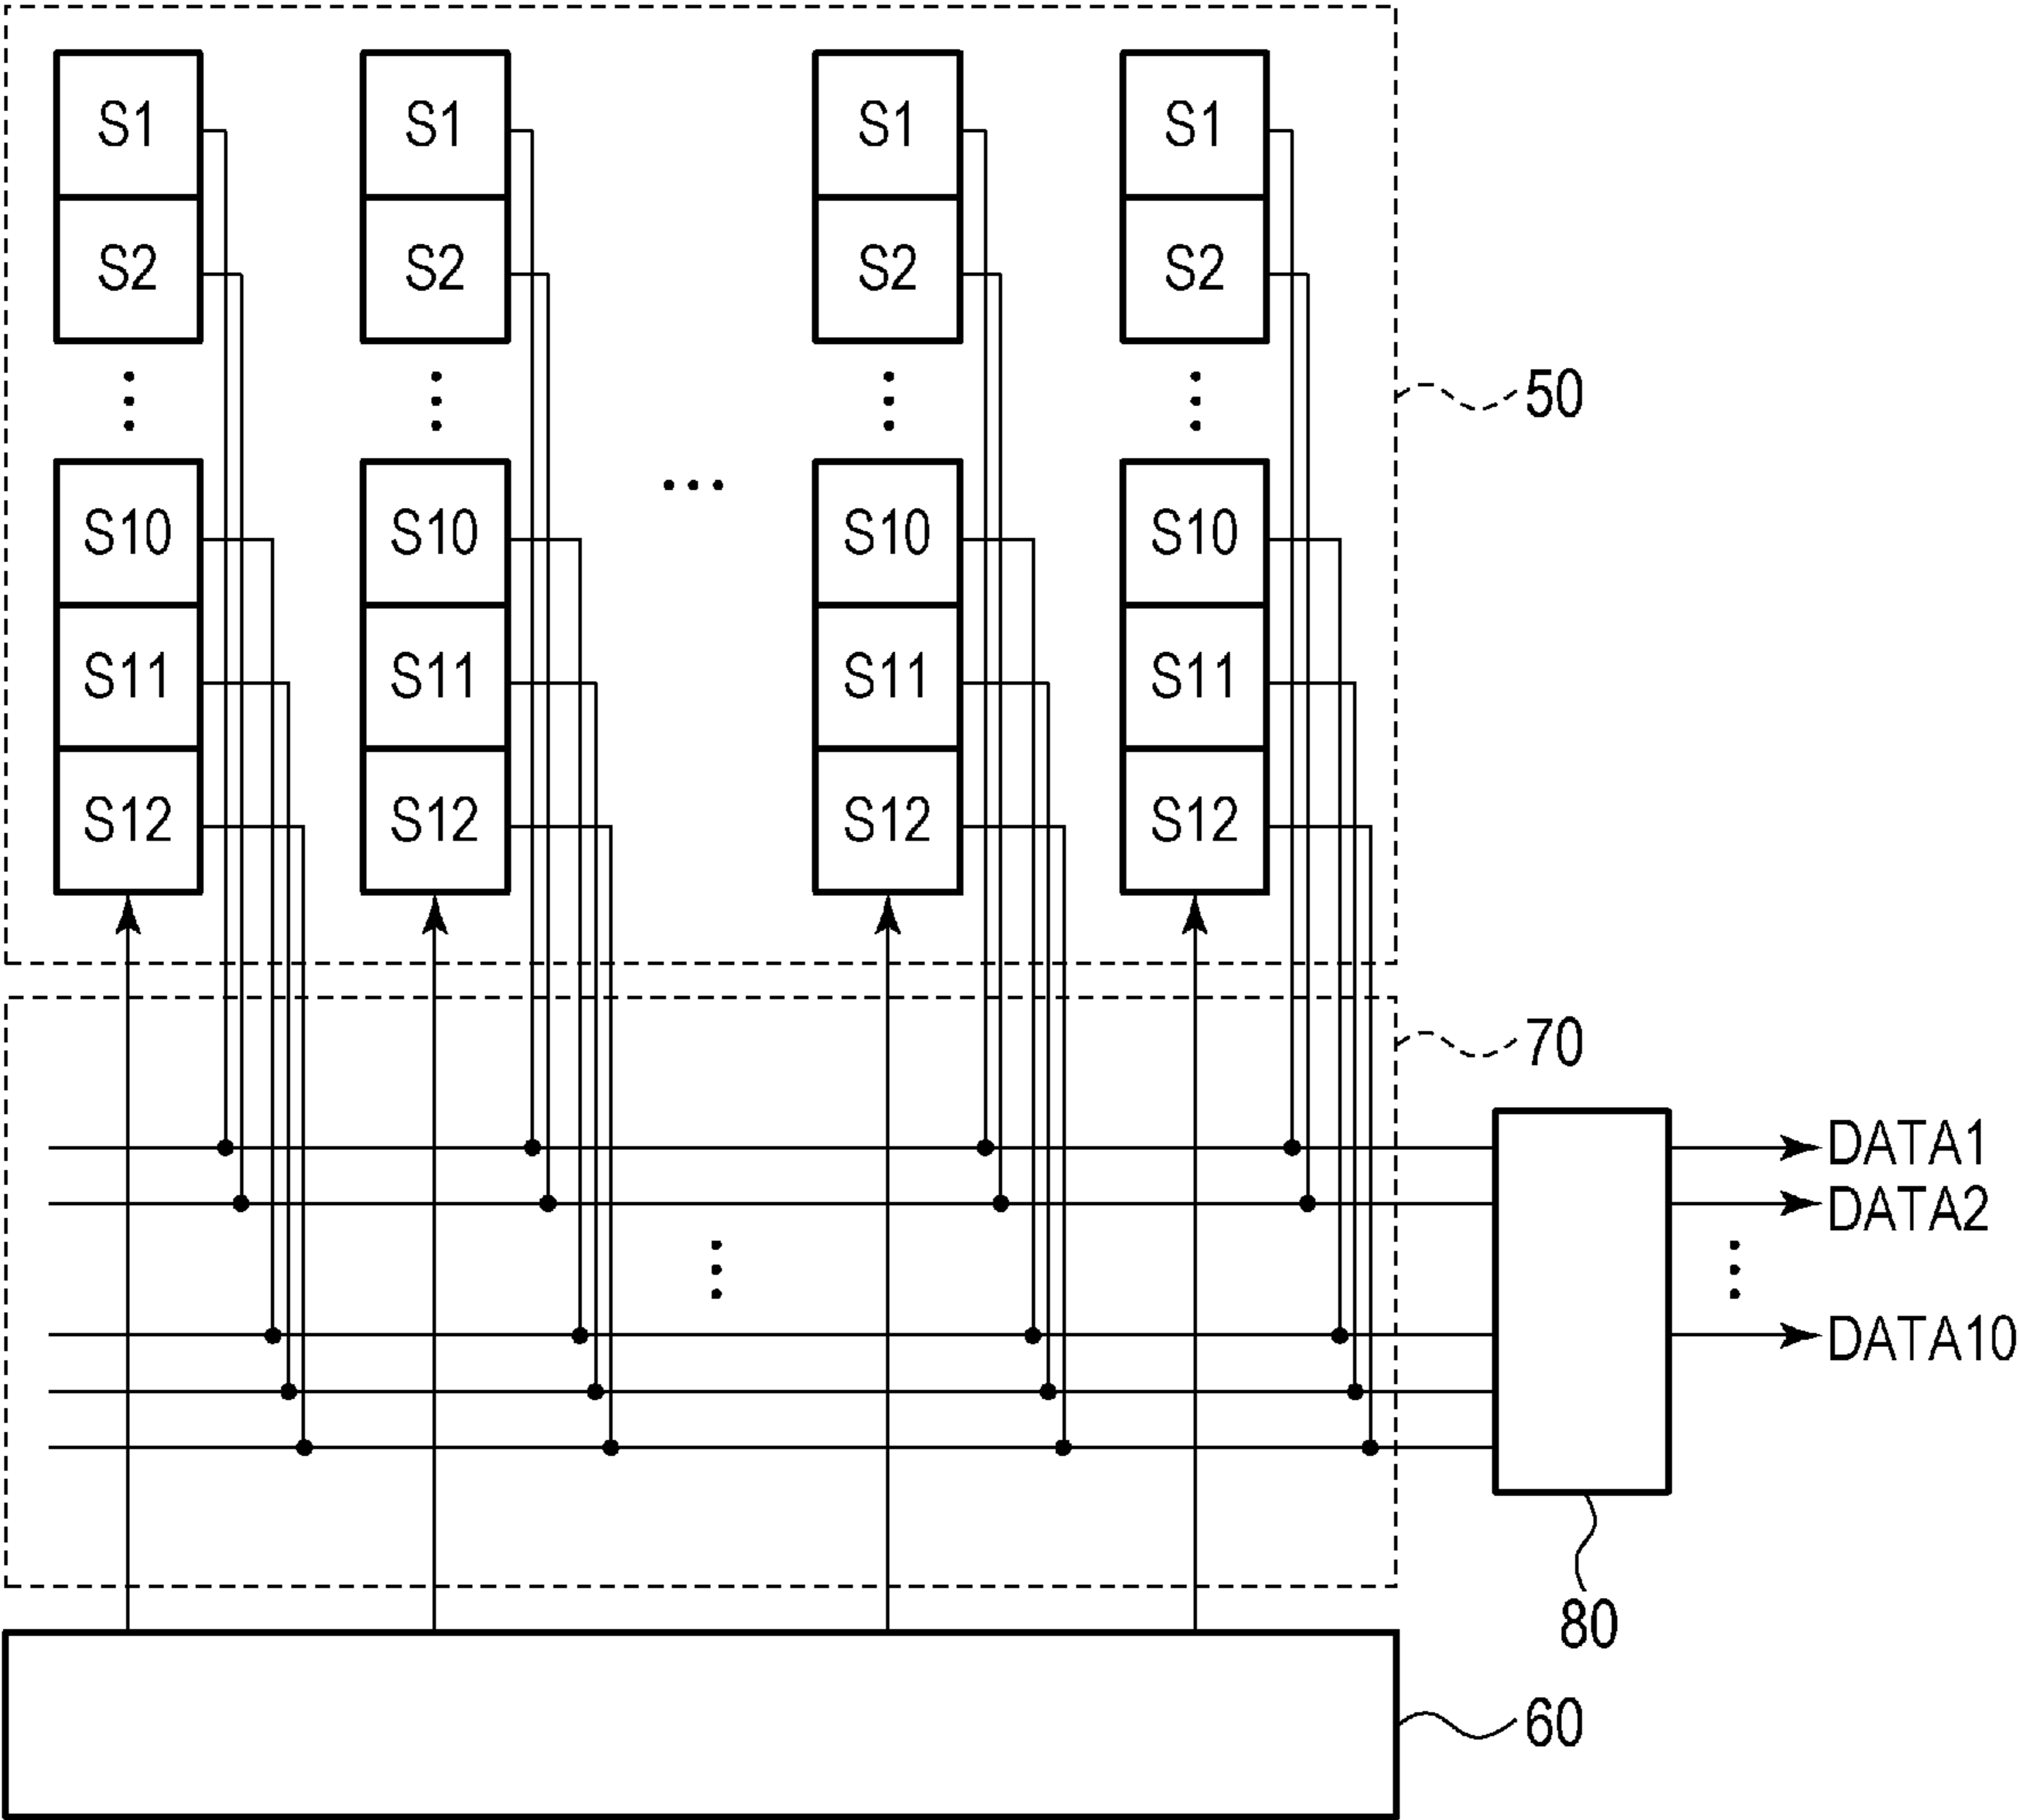 S1 S1 S1 S1
S2 S2 S2 S2
50
S10 S10 S10 S10
S11 S11 S11 S11
S12 S12 S12 S12
70
DATA1
DATA2
DATA10
80
60